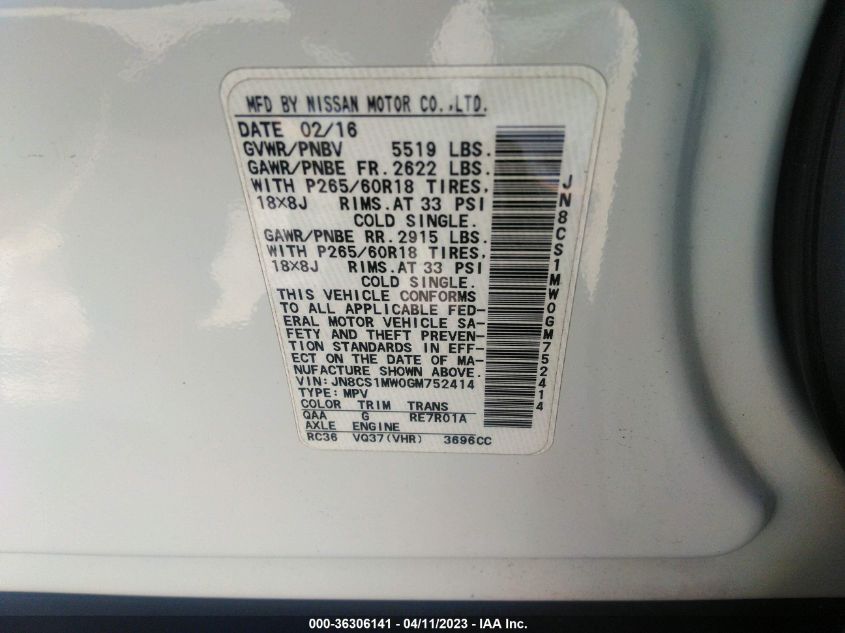 MFD BY NISSAN MOTOR CO.,LTD.
DATE 02/16
GVWR/PNBV 5519 LBS.
GAWR/PNBE FR. 2622 LBS.
WITH P265/60R18 TIRES,
18X8J RIMS.AT 33 PSI
COLD SINGLE.
GAWR/PNBE RR. 2915 LBS.
WITH P265/60R18 TIRES,
18X8J RIMS.AT 33 PSI
COLD SINGLE.
THIS VEHICLE CONFORMS
TO ALL APPLICABLE FED-
ERAL MOTOR VEHICLE SA-
FETY AND THEFT PREVEN-
TION STANDARDS IN EFF-
ECT ON THE DATE OF MA-
NUFACTURE SHOWN ABOVE.
VIN: JN8CS1MW0GM752414
TYPE: MPV
COLOR TRIM TRANS
QAA G RE7R01A
AXLE ENGINE
RC36 VQ37(VHR) 3696CC
JN8CS1MW0GM752414
000-36306141 - 04/11/2023 - IAA Inc.